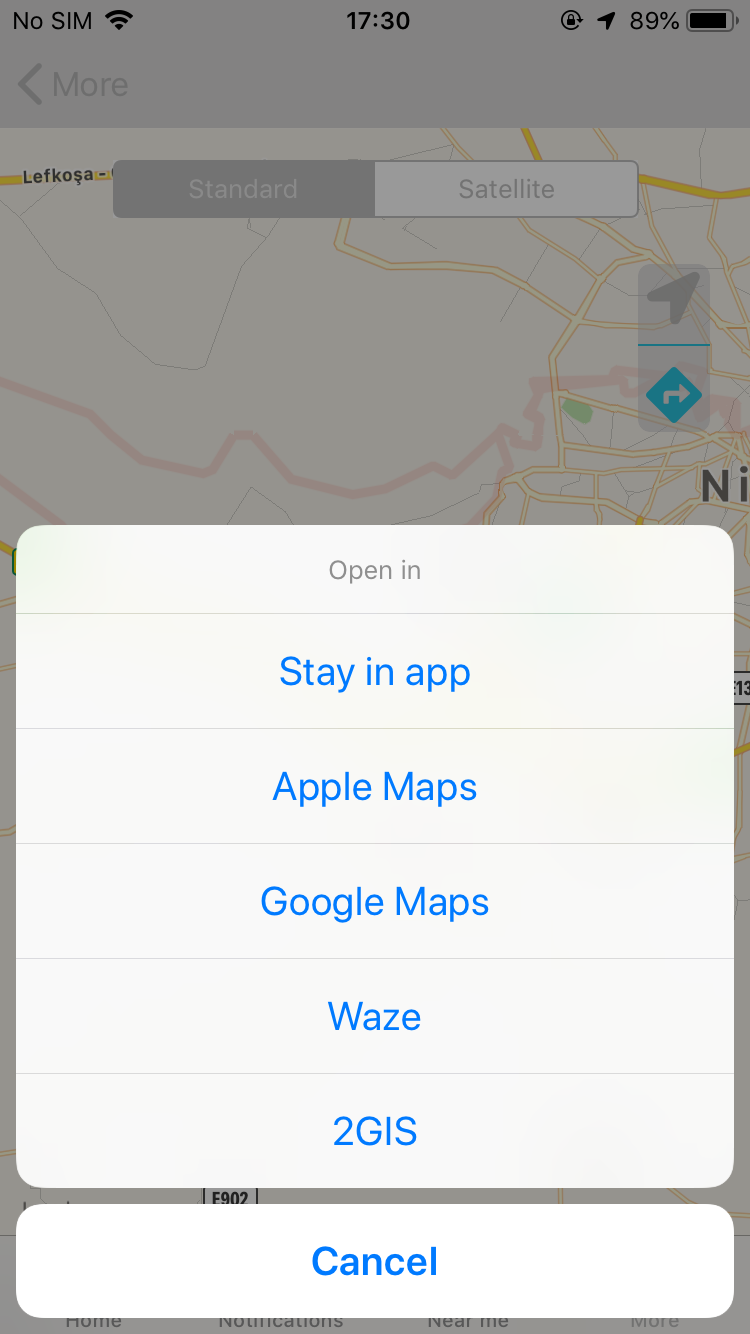 No SIM 17:30 89%
More
Lefkoşa -
Standard Satellite
Ni
Open in
Stay in app
E13
Apple Maps
Google Maps
Waze
2GIS
E902
Cancel
Home Notifications Near me More